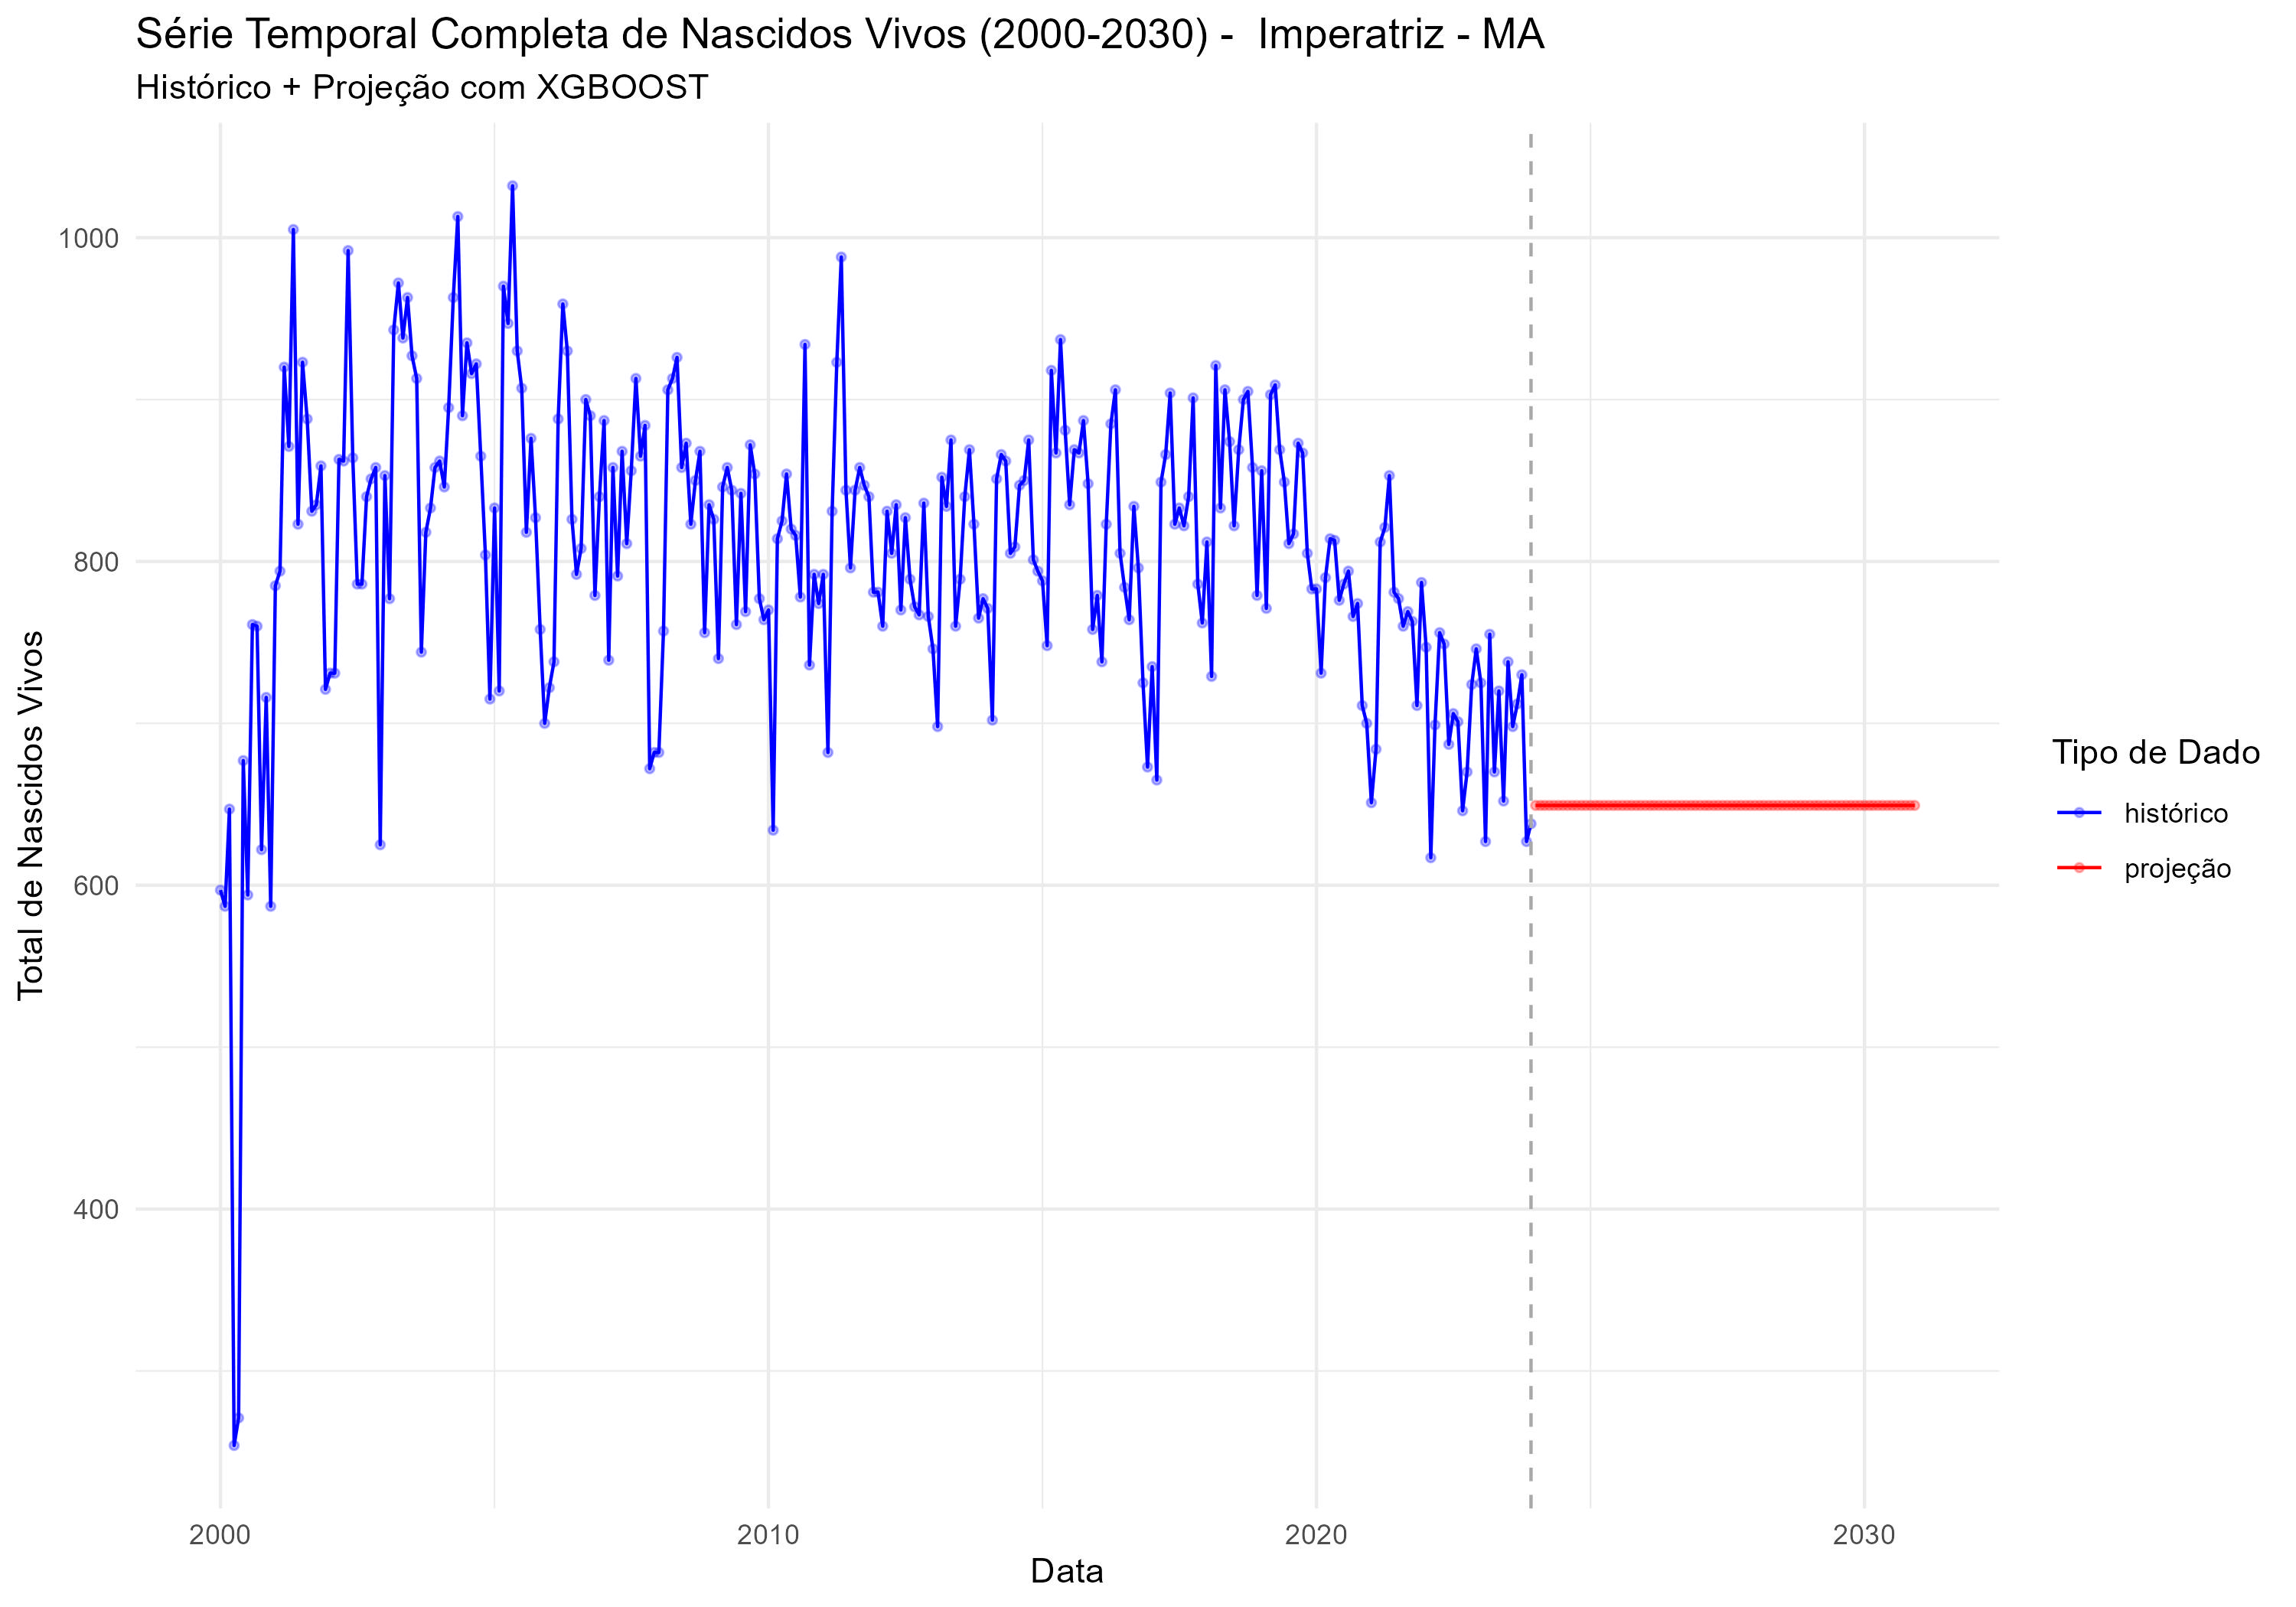 Série Temporal Completa de Nascidos Vivos (2000-2030) -  Imperatriz - MA
Histórico + Projeção com XGBOOST
Total de Nascidos Vivos
1000
800
600
400
2000
2010
2020
2030
Data
Tipo de Dado
histórico
projeção